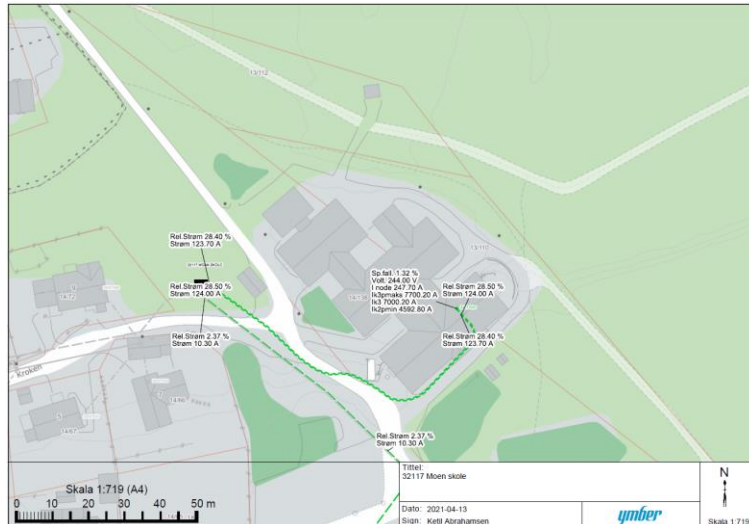 13/112
Rel.Strøm 28.40 %
Strøm 123.70 A
Rel.Strøm 28.50 %
Strøm 124.00 A
Sp.fall. 1.32 %
Volt. 244.00 V
I node 247.70 A
Ik3pmaks 7700.20 A
Ik3 7000.20 A
Ik2pmin 4592.80 A
Rel.Strøm 28.50 %
Strøm 124.00 A
Rel.Strøm 2.37 %
Strøm 10.30 A
Rel.Strøm 28.40 %
Strøm 123.70 A
Kroken
Rel.Strøm 2.37 %
Strøm 10.30 A
Skala 1:719 (A4)
0 10 20 30 40 50 m
Tittel:
32117 Moen skole
Dato: 2021-04-13
Sign: Ketil Abrahamsen
ymber
N
Skala 1:719